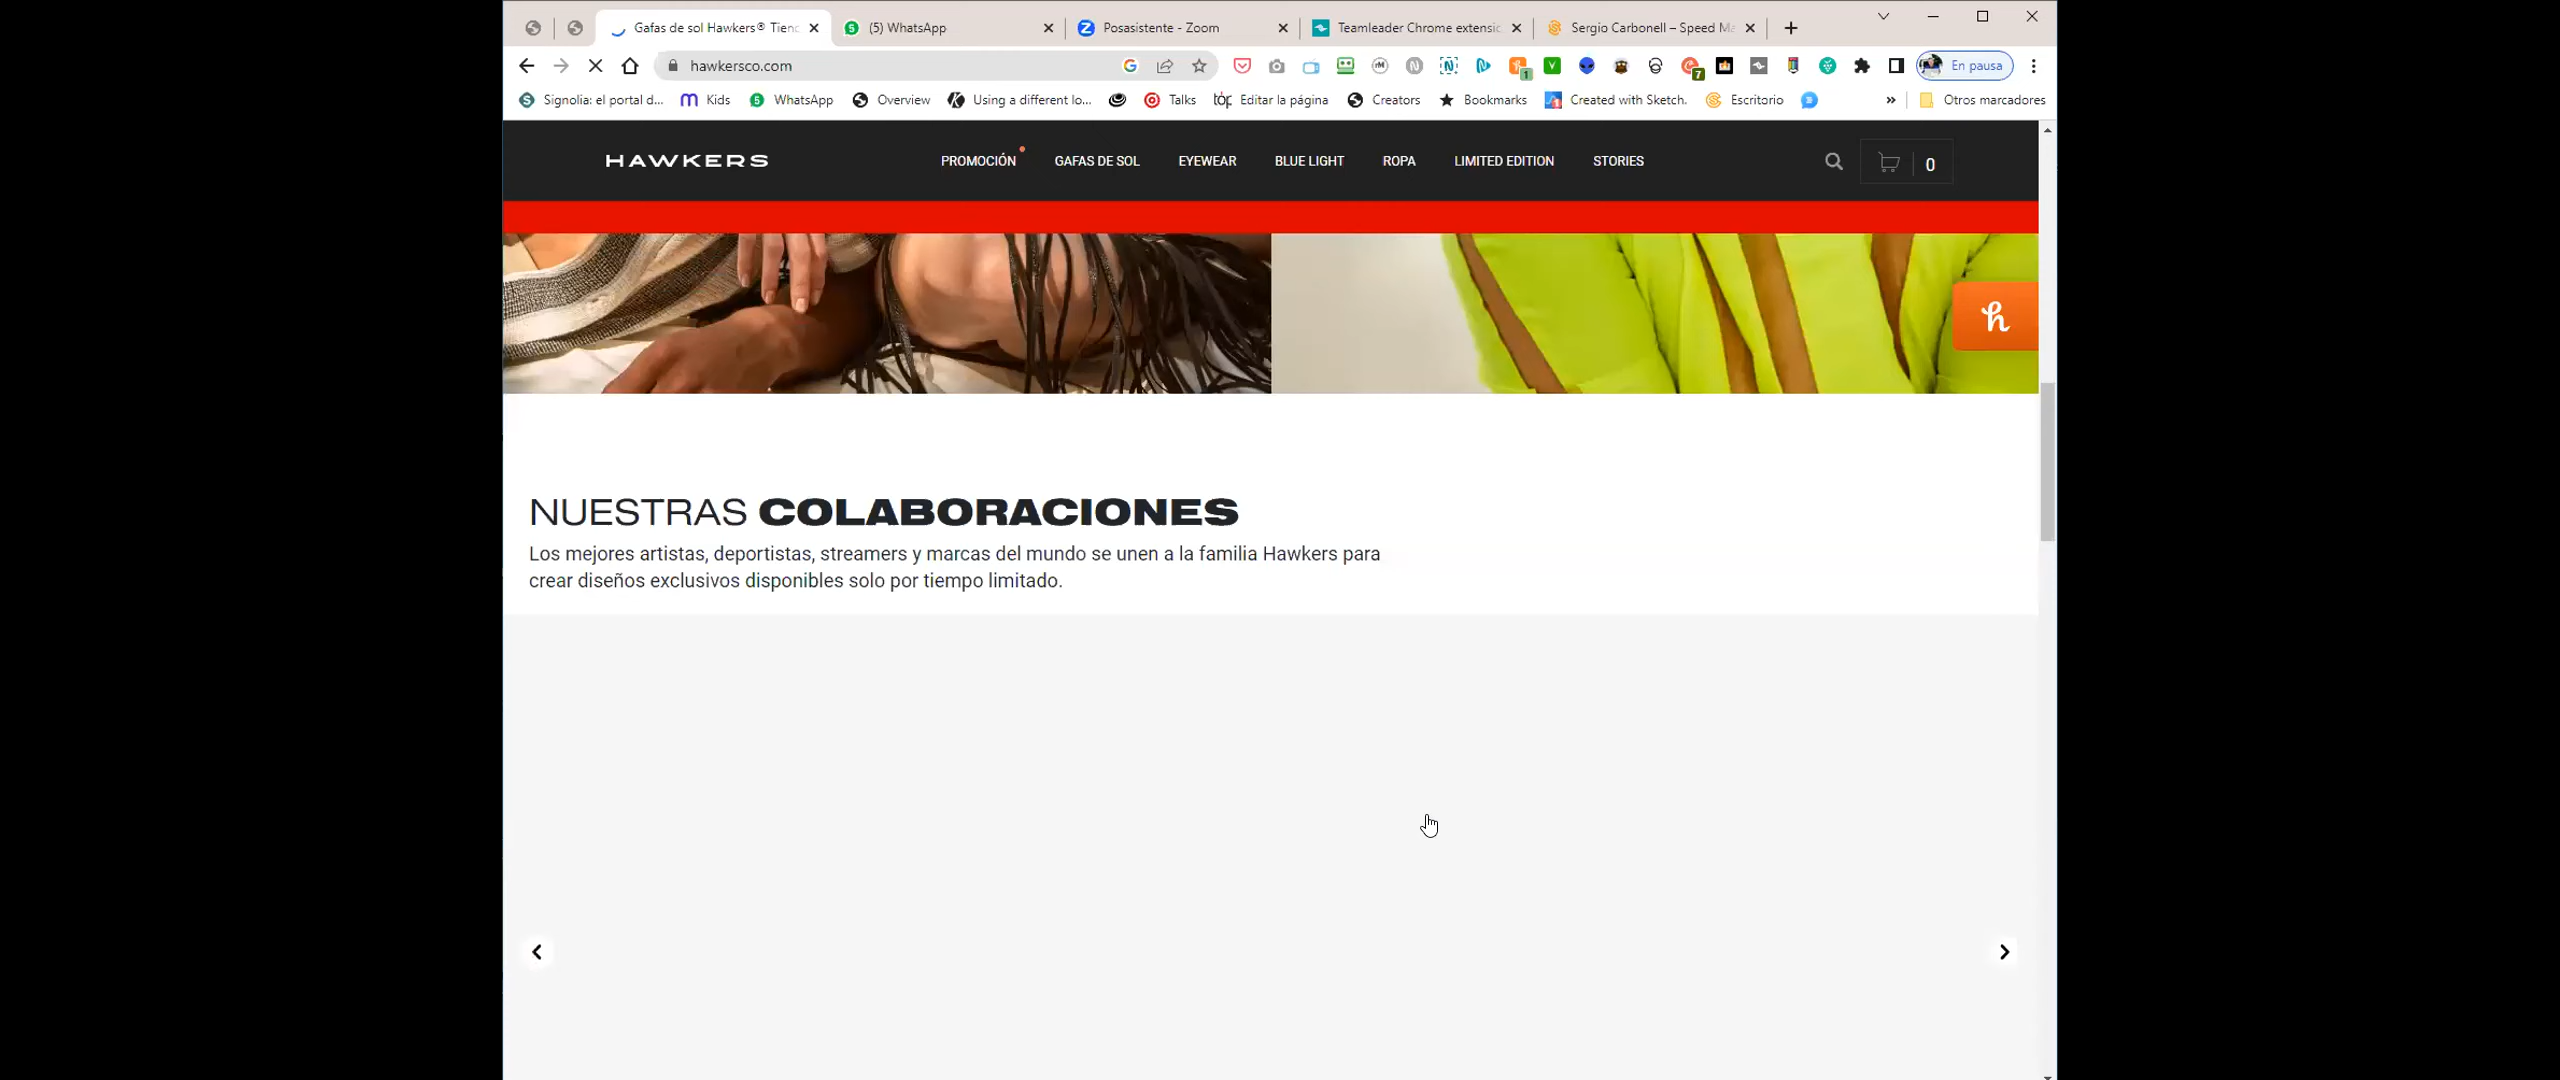 Gafas de sol Hawkers® Tienc
(5) WhatsApp
Posasistente - Zoom
Teamleader Chrome extensic
Sergio Carbonell – Speed Ma
hawkersco.com
1
7
En pausa
Signolia: el portal d...
Kids
WhatsApp
Overview
Using a different lo...
Talks
Editar la página
Creators
Bookmarks
Created with Sketch.
Escritorio
»
Otros marcadores
HAWKERS
PROMOCIÓN
GAFAS DE SOL
EYEWEAR
BLUE LIGHT
ROPA
LIMITED EDITION
STORIES
0
h
NUESTRAS COLABORACIONES
Los mejores artistas, deportistas, streamers y marcas del mundo se unen a la familia Hawkers para
crear diseños exclusivos disponibles solo por tiempo limitado.